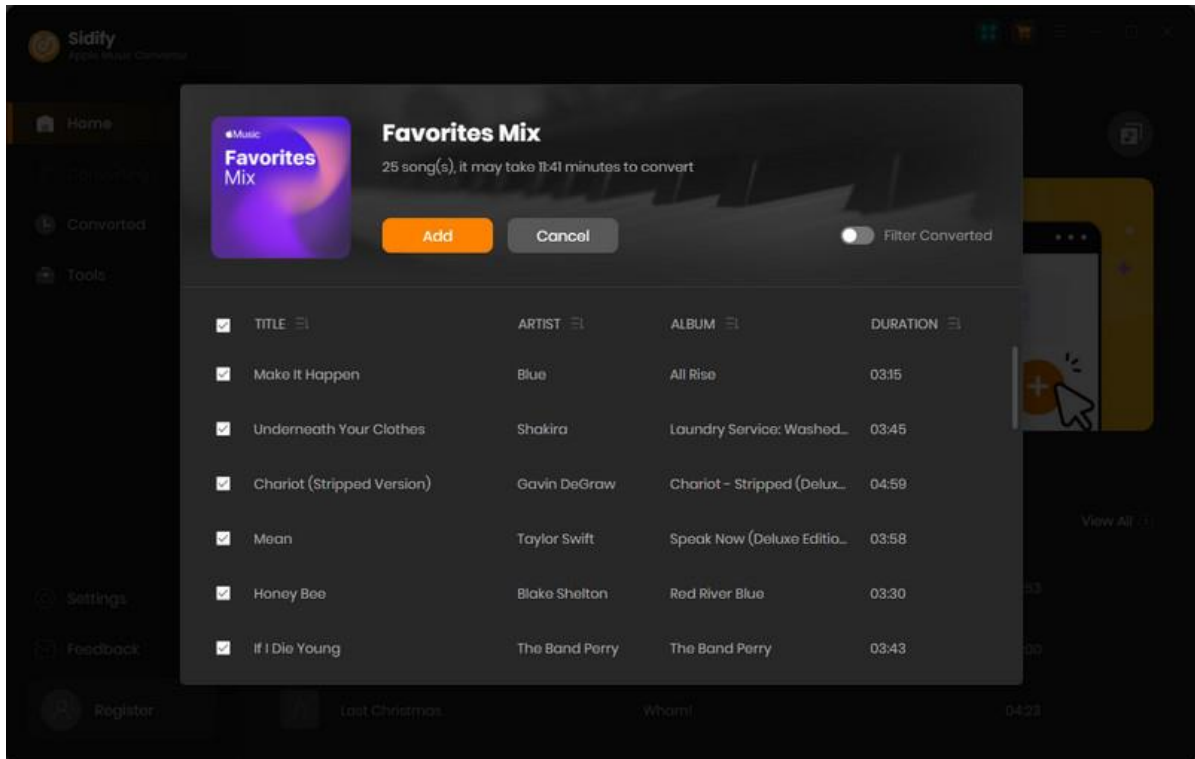 Sidify
Apple Music Converter
Home
Converting
Converted
Tools
Settings
Feedback
Register
Music
Favorites
Mix
Favorites Mix
25 song(s), it may take 11:41 minutes to convert
Add Cancel Filter Converted
TITLE ARTIST ALBUM DURATION
Make It Happen Blue All Rise 03:15
Underneath Your Clothes Shakira Laundry Service: Washed... 03:45
Chariot (Stripped Version) Gavin DeGraw Chariot - Stripped (Delux... 04:59
Mean Taylor Swift Speak Now (Deluxe Editio... 03:58
Honey Bee Blake Shelton Red River Blue 03:30
If I Die Young The Band Perry The Band Perry 03:43
View All
Last Christmas Wham! 04:23